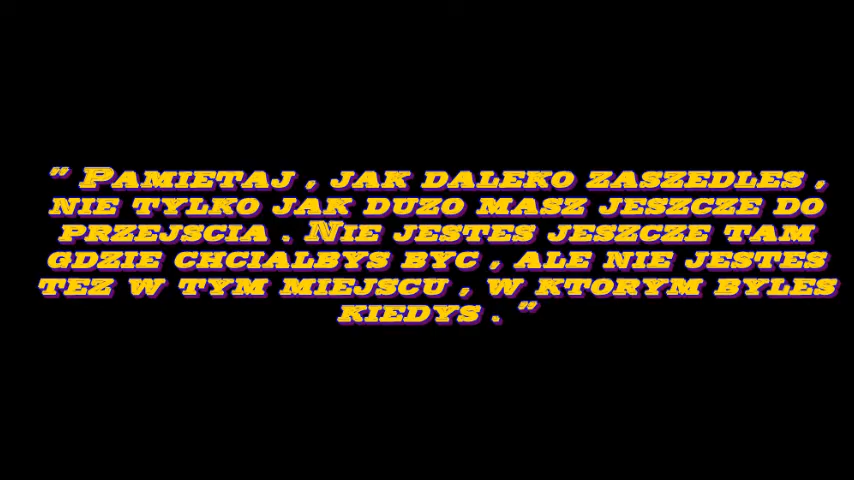 " Pamietaj , jak daleko zaszedles ,
nie tylko jak duzo masz jeszcze do
przejscia . Nie jestes jeszcze tam
gdzie chcialbys byc , ale nie jestes
tez w tym miejscu , w ktorym byles
kiedys . "